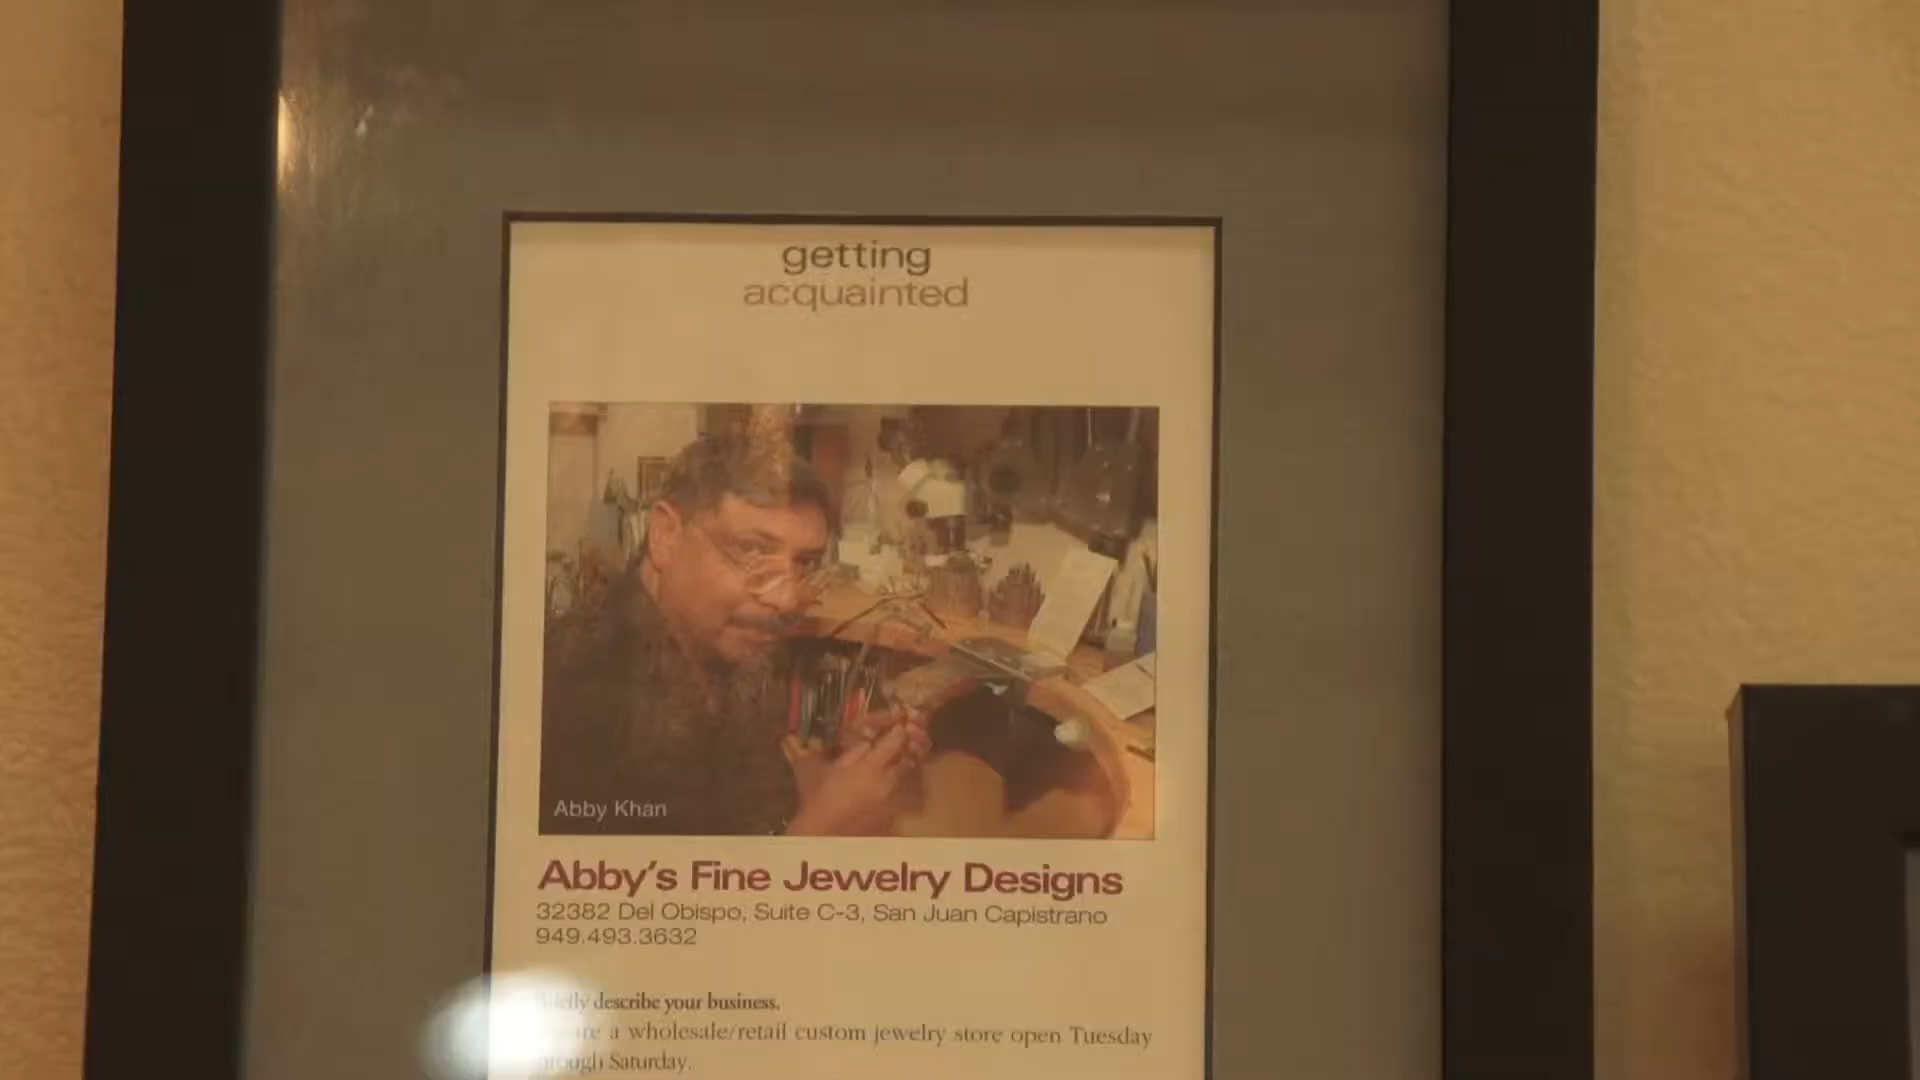 getting
acquainted
Abby Khan
Abby's Fine Jewelry Designs
32382 Del Obispo, Suite C-3, San Juan Capistrano
949.493.3632
describe your business.
a wholesale/retail custom jewelry store open Tuesday
Saturday.